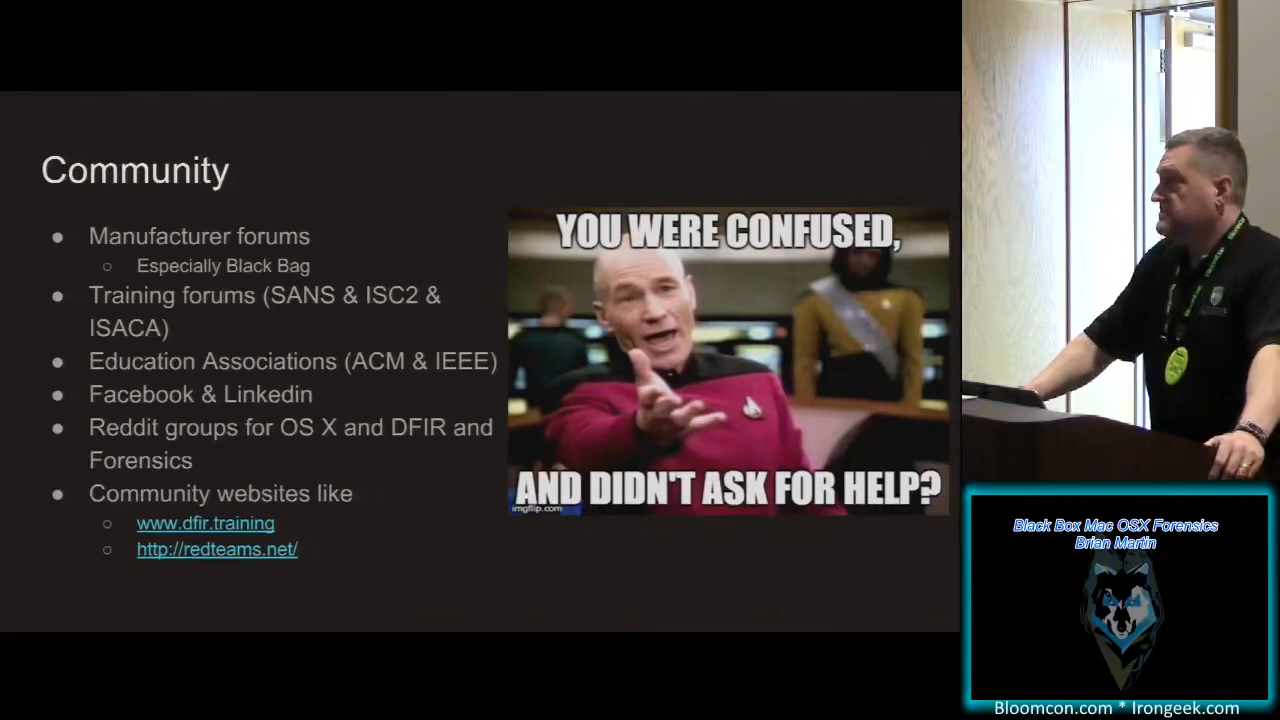 Community
● Manufacturer forums
○ Especially Black Bag
● Training forums (SANS & ISC2 &
ISACA)
● Education Associations (ACM & IEEE)
● Facebook & Linkedin
● Reddit groups for OS X and DFIR and
Forensics
● Community websites like
○ www.dfir.training
○ http://redteams.net/
YOU WERE CONFUSED,
AND DIDN'T ASK FOR HELP?
imgflip.com
Black Box Mac OSX Forensics
Brian Martin
Bloomcon.com * Irongeek.com